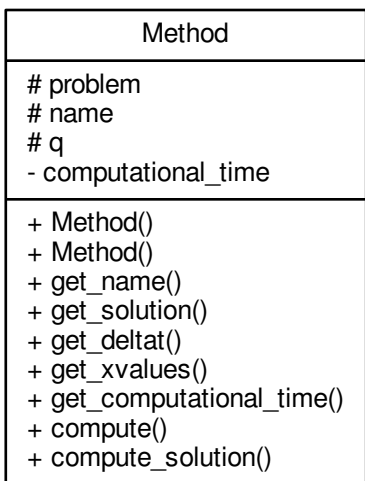 Method
# problem
# name
# q
- computational_time
+ Method()
+ Method()
+ get_name()
+ get_solution()
+ get_deltat()
+ get_xvalues()
+ get_computational_time()
+ compute()
+ compute_solution()